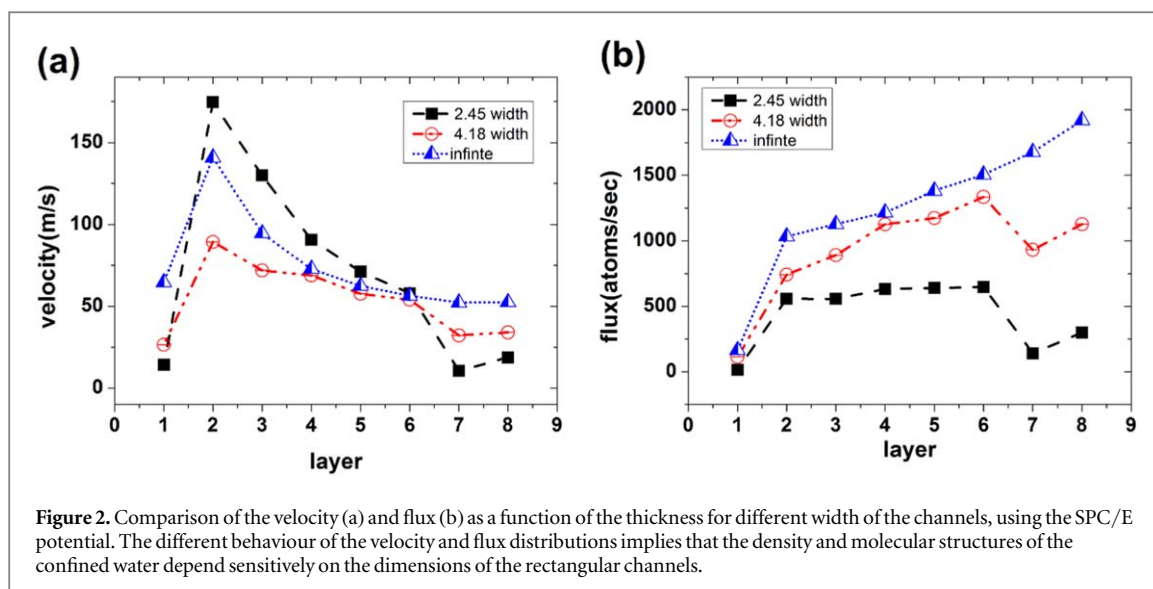 (a)
150
100
50
0
velocity(m/s)
0 1 2 3 4 5 6 7 8 9
layer
2.45 width
4.18 width
infinte
(b)
2000
1500
1000
500
0
flux(atoms/sec)
0 1 2 3 4 5 6 7 8 9
layer
2.45 width
4.18 width
infinte
Figure 2. Comparison of the velocity (a) and flux (b) as a function of the thickness for different width of the channels, using the SPC/E
potential. The different behaviour of the velocity and flux distributions implies that the density and molecular structures of the
confined water depend sensitively on the dimensions of the rectangular channels.